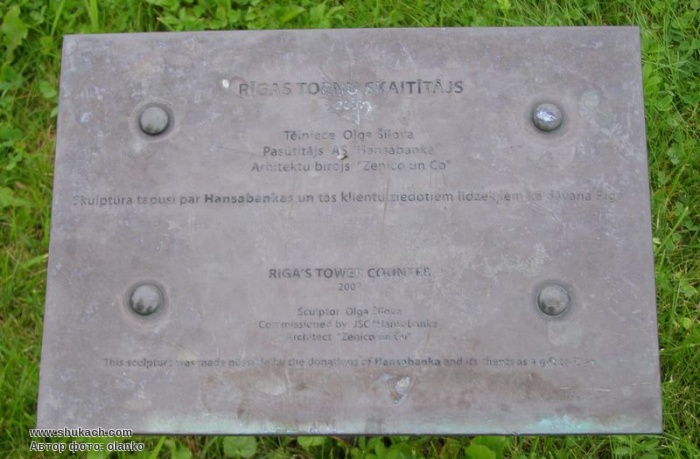 RĪGAS TORŅU SKAITĪTĀJS
Tēlniece Olga Šilova
Pasūtītājs AS "Hansabanka"
Arhitektu birojs "Zenico un Co"
Skulptūra tapusi par Hansabankas un tās klientu ziedotiem līdzekļiem kā dāvana Rīgai
RIGA'S TOWER COUNTER
Sculptor Olga Šilova
Commissioned by JSC "Hansabanka"
Architect "Zenico un Co"
This sculpture was made possible by the donations of Hansabanka and its clients as a gift to Riga
www.shukach.com
Автор фото: olanko